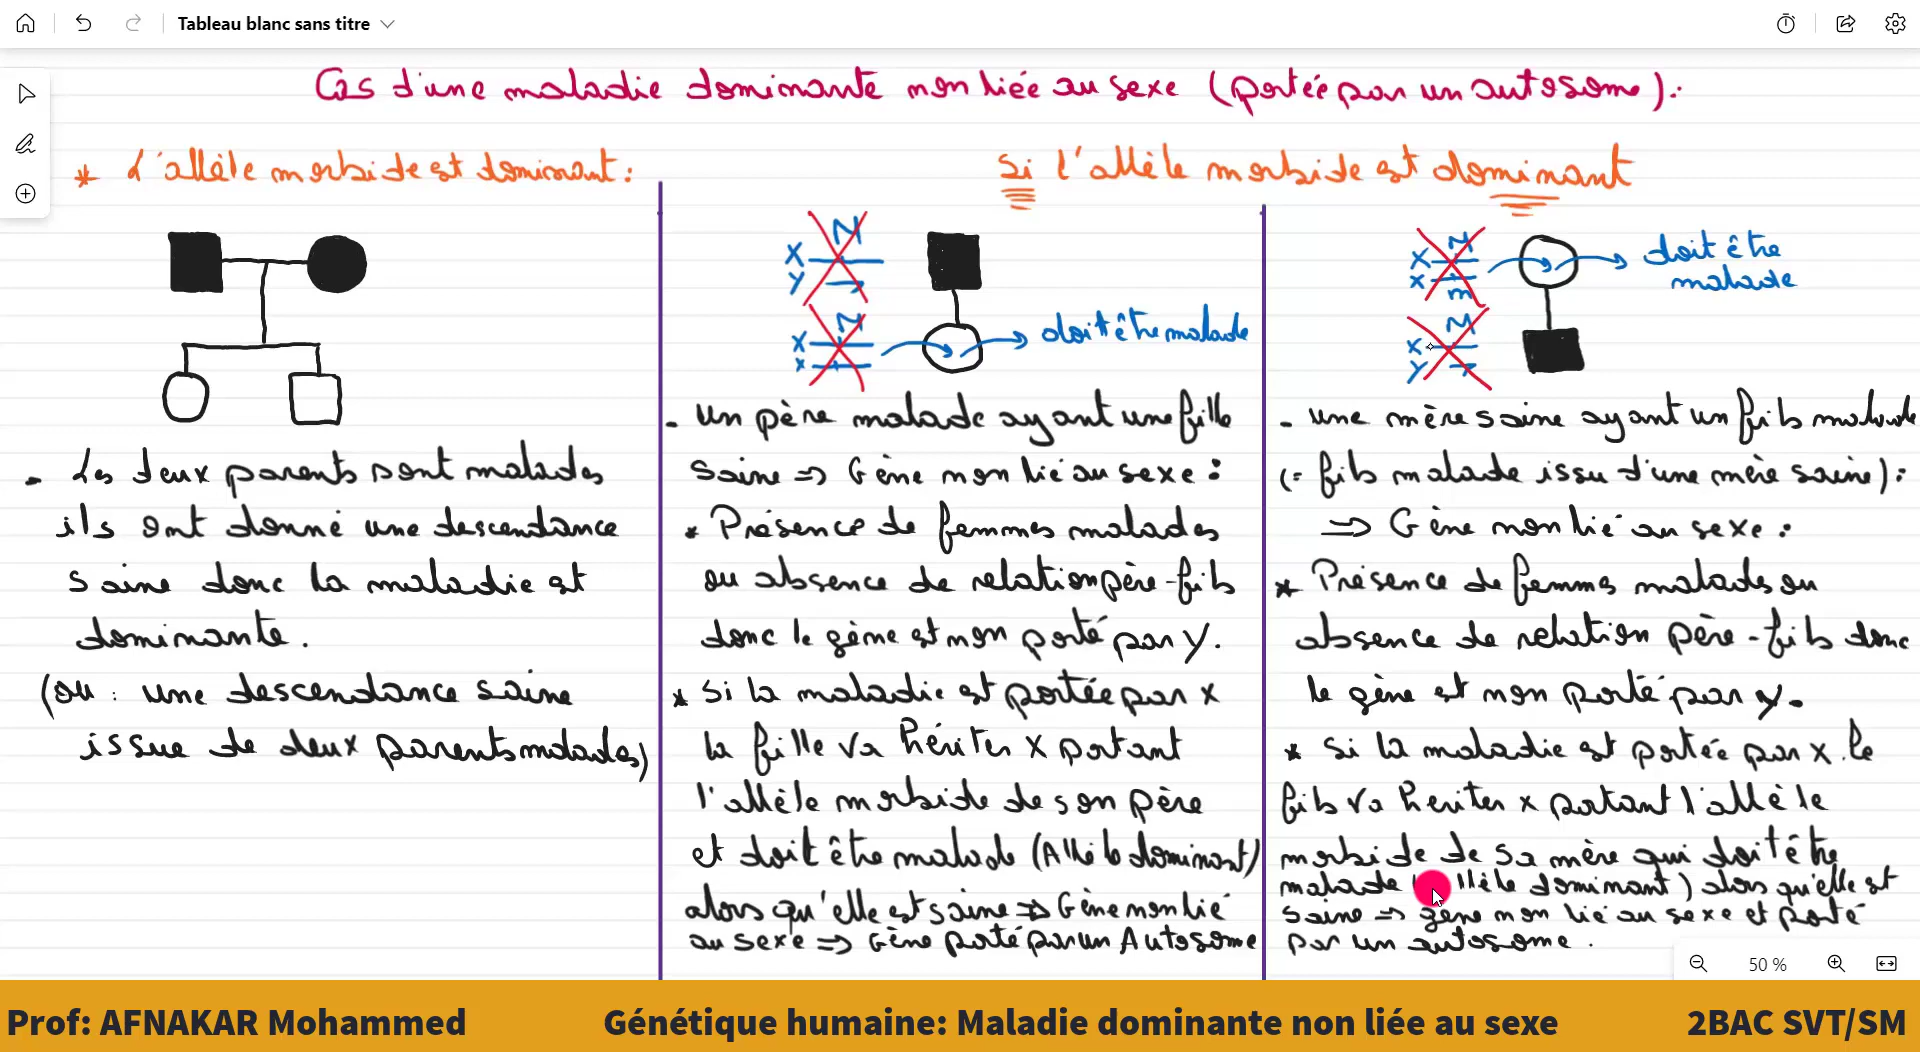 Tableau blanc sans titre
Cas d'une maladie dominante non liée au sexe (portée par un autosome):
* L'allèle morbide est dominant:
Si l'allèle morbide est dominant
- Les deux parents sont malades
ils ont donné une descendance
saine donc la maladie est
dominante.
(ou : une descendance saine
issue de deux parents malades)
X M
Y
X M
X
doit être malade
- Un père malade ayant une fille
saine => Gène non lié au sexe :
* Présence de femmes malades
ou absence de relation père-fils
donc le gène est non porté par Y.
* Si la maladie est portée par X
la fille va hériter X portant
l'allèle morbide de son père
et doit être malade (Allèle dominant)
alors qu'elle est saine => Gène non lié
au sexe => Gène porté par un Autosome
X M
X m
doit être
malade
X M
Y
- une mère saine ayant un fils malade
(= fils malade issu d'une mère saine) :
=> Gène non lié au sexe :
* Présence de femmes malades ou
absence de relation père-fils donc
le gène est non porté par Y.
* Si la maladie est portée par X. le
fils va hériter X portant l'allèle
morbide de sa mère qui doit être
malade llèle dominant) alors qu'elle est
saine => gène non lié au sexe et porté
par un autosome.
50 %
Prof: AFNAKAR Mohammed Génétique humaine: Maladie dominante non liée au sexe 2BAC SVT/SM